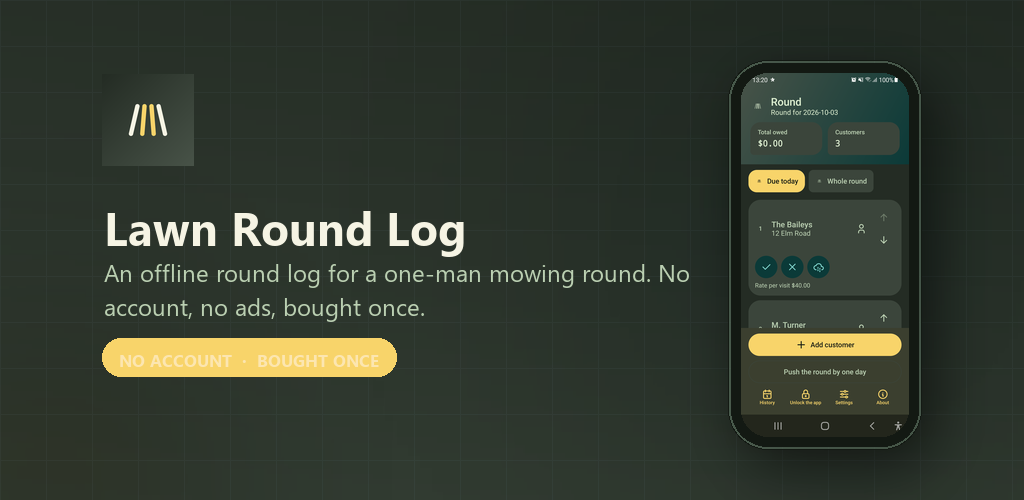 Lawn Round Log
An offline round log for a one-man mowing round. No
account, no ads, bought once.
NO ACCOUNT · BOUGHT ONCE
13:20
100%
Round
Round for 2026-10-03
Total owed
$0.00
Customers
3
Due today
Whole round
1
The Baileys
12 Elm Road
Rate per visit $40.00
M. Turner
Add customer
Push the round by one day
History
Unlock the app
Settings
About